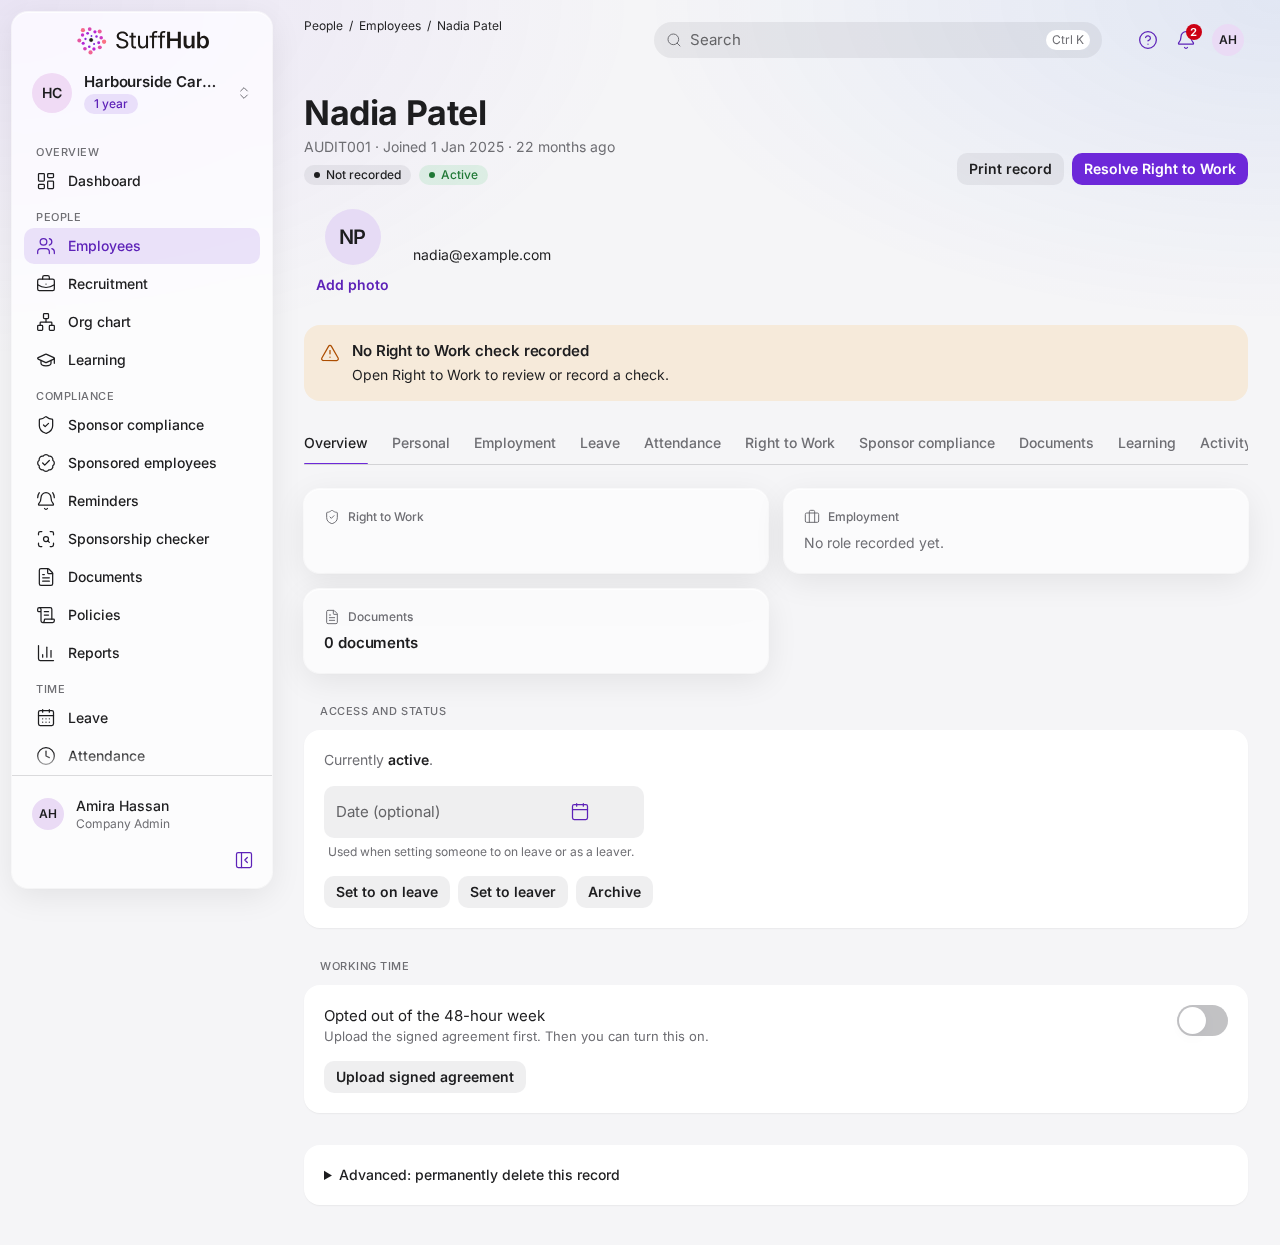 StuffHub
Harbourside Car...
HC
1 year
OVERVIEW
Dashboard
PEOPLE
Employees
Recruitment
Org chart
Learning
COMPLIANCE
Sponsor compliance
Sponsored employees
Reminders
Sponsorship checker
Documents
Policies
Reports
TIME
Leave
Attendance
AH
Amira Hassan
Company Admin
People / Employees / Nadia Patel
Search
Ctrl K
2
AH
Nadia Patel
AUDIT001 · Joined 1 Jan 2025 · 22 months ago
Not recorded
Active
Print record
Resolve Right to Work
NP
nadia@example.com
Add photo
No Right to Work check recorded
Open Right to Work to review or record a check.
Overview
Personal
Employment
Leave
Attendance
Right to Work
Sponsor compliance
Documents
Learning
Activity
Right to Work
Employment
No role recorded yet.
Documents
0 documents
ACCESS AND STATUS
Currently active.
Date (optional)
Used when setting someone to on leave or as a leaver.
Set to on leave
Set to leaver
Archive
WORKING TIME
Opted out of the 48-hour week
Upload the signed agreement first. Then you can turn this on.
Upload signed agreement
Advanced: permanently delete this record